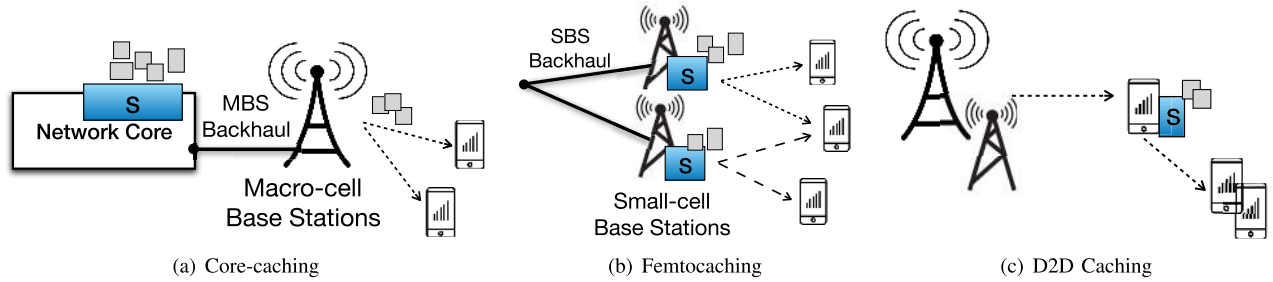 S
Network Core
MBS
Backhaul
Macro-cell
Base Stations
(a) Core-caching
SBS
Backhaul
S
S
Small-cell
Base Stations
(b) Femtocaching
S
(c) D2D Caching